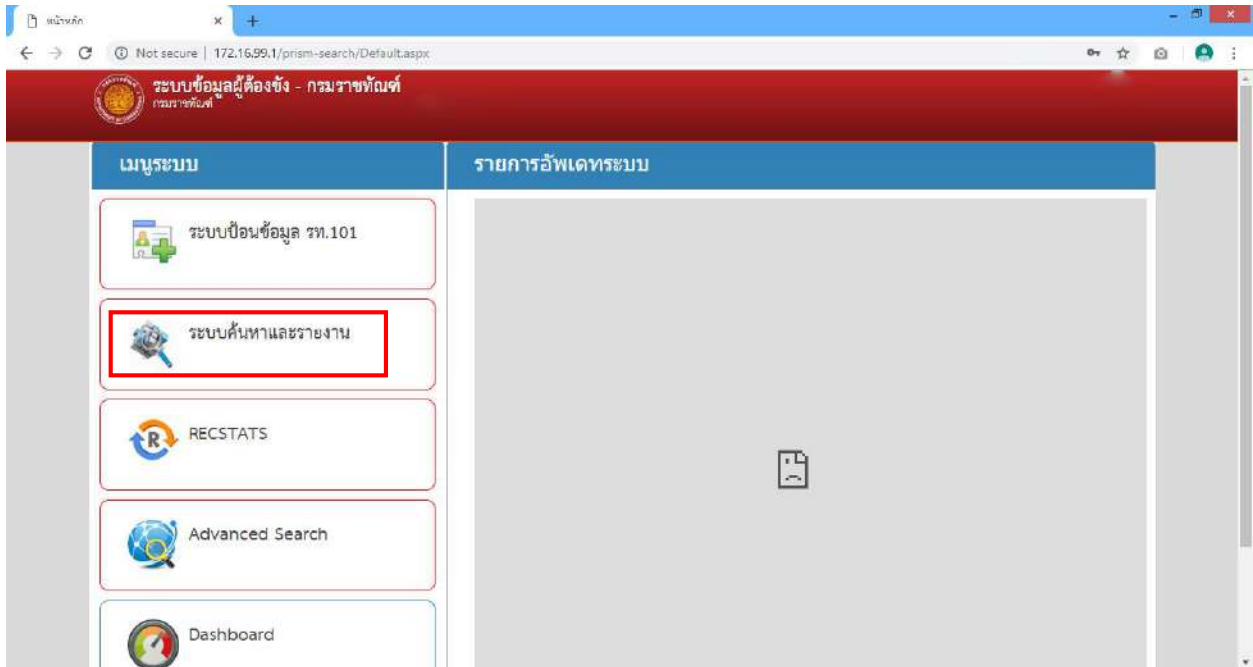 หน้าหลัก
Not secure | 172.16.99.1/prism-search/Default.aspx
ระบบข้อมูลผู้ต้องขัง - กรมราชทัณฑ์
กรมราชทัณฑ์
เมนูระบบ
รายการอัพเดทระบบ
ระบบป้อนข้อมูล รท.101
ระบบค้นหาและรายงาน
RECSTATS
Advanced Search
Dashboard